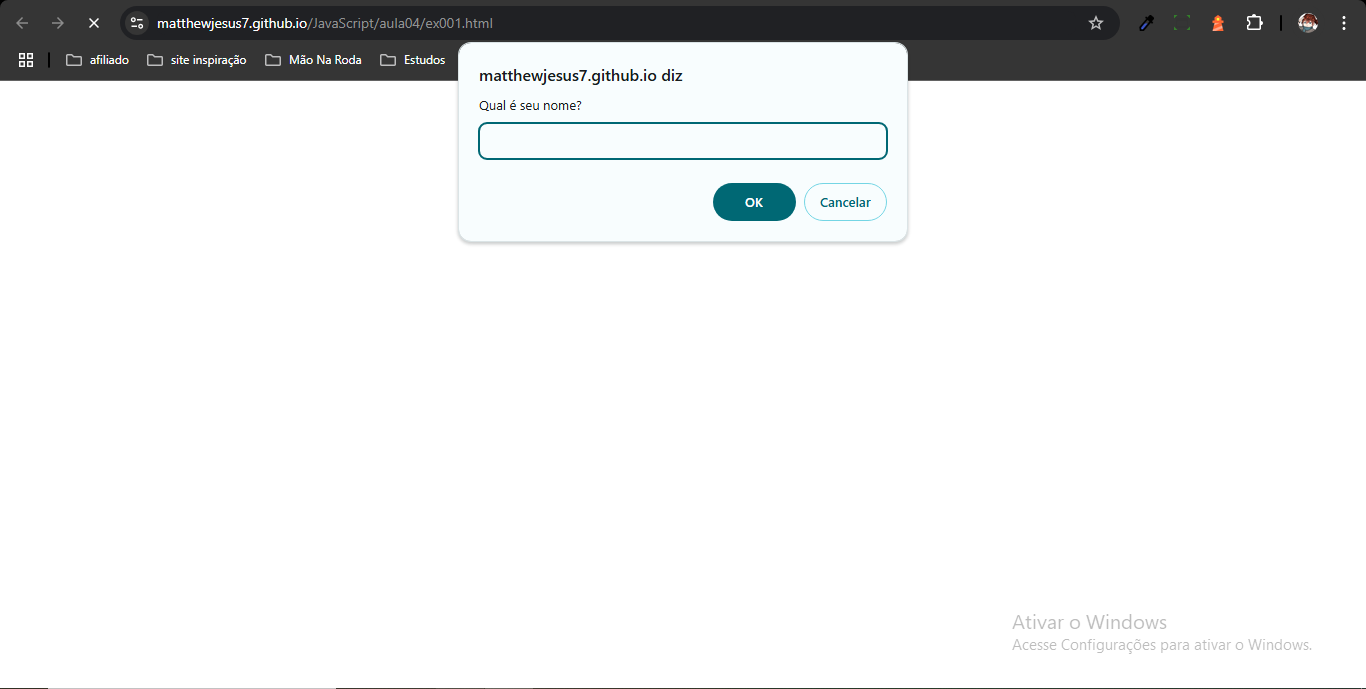 matthewjesus7.github.io/JavaScript/aula04/ex001.html
afiliado site inspiração Mão Na Roda Estudos
matthewjesus7.github.io diz
Qual é seu nome?
OK Cancelar
Ativar o Windows
Acesse Configurações para ativar o Windows.